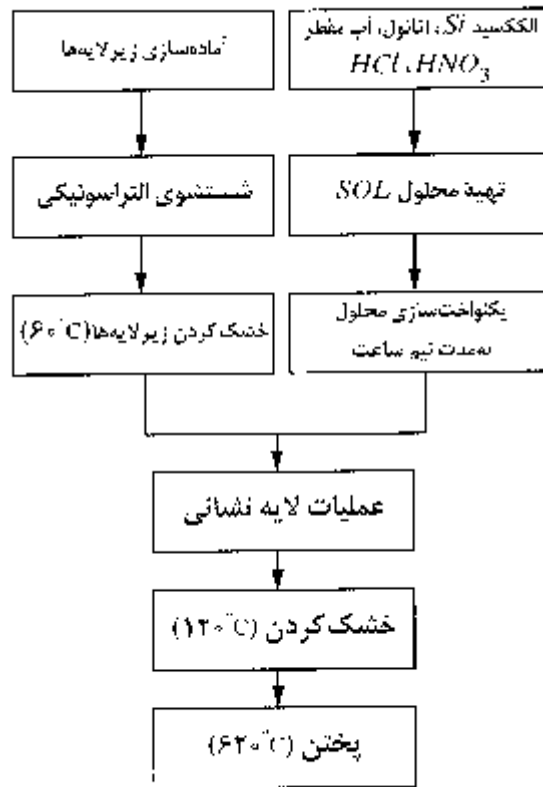 الککسید Si، اتانول، آب مقطر
HCl، HNO₃
آماده‌سازی زیرلایه‌ها
تهیهٔ محلول SOL
شستشوی التراسونیکی
یکنواخت‌سازی محلول
به‌مدت نیم ساعت
خشک کردن زیرلایه‌ها (۶۰°C)
عملیات لایه نشانی
خشک کردن (۱۲۰°C)
پختن (۶۲۰°C)